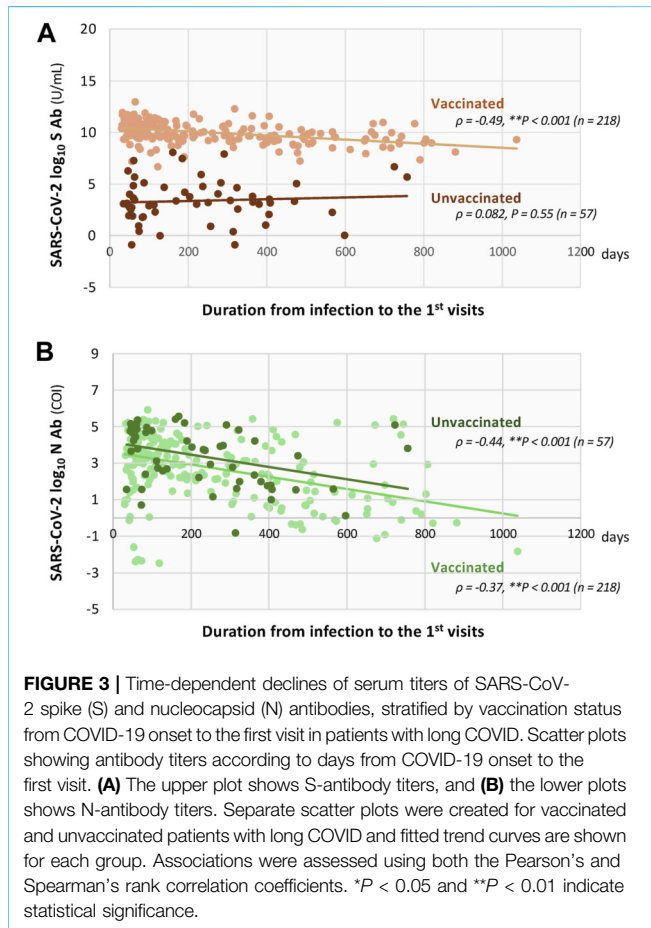 A
SARS-CoV-2 log10 S Ab (U/mL)
20
15
10
5
0
-5
Vaccinated
ρ = -0.49, **P < 0.001 (n = 218)
Unvaccinated
ρ = 0.082, P = 0.55 (n = 57)
0 200 400 600 800 1000 1200 days
Duration from infection to the 1st visits
B
SARS-CoV-2 log10 N Ab (COI)
9
7
5
3
1
-1
-3
-5
Unvaccinated
ρ = -0.44, **P < 0.001 (n = 57)
0 200 400 600 800 1000 1200 days
Vaccinated
ρ = -0.37, **P < 0.001 (n = 218)
Duration from infection to the 1st visits
FIGURE 3 | Time-dependent declines of serum titers of SARS-CoV-
2 spike (S) and nucleocapsid (N) antibodies, stratified by vaccination status
from COVID-19 onset to the first visit in patients with long COVID. Scatter plots
showing antibody titers according to days from COVID-19 onset to the
first visit. (A) The upper plot shows S-antibody titers, and (B) the lower plots
shows N-antibody titers. Separate scatter plots were created for vaccinated
and unvaccinated patients with long COVID and fitted trend curves are shown
for each group. Associations were assessed using both the Pearson's and
Spearman's rank correlation coefficients. *P < 0.05 and **P < 0.01 indicate
statistical significance.